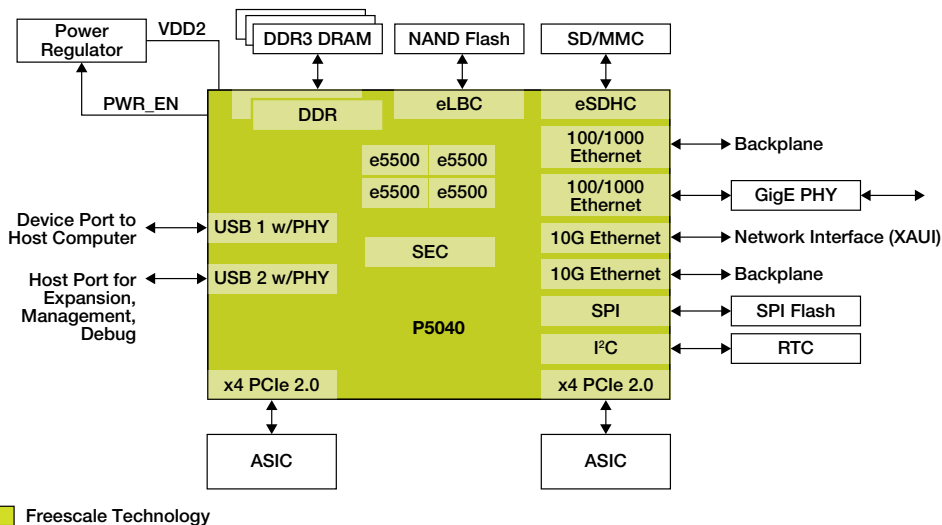 Power
Regulator
VDD2
PWR_EN
DDR3 DRAM
NAND Flash
SD/MMC
DDR
eLBC
eSDHC
100/1000
Ethernet
Backplane
e5500
e5500
e5500
e5500
100/1000
Ethernet
GigE PHY
Device Port to
Host Computer
USB 1 w/PHY
SEC
10G Ethernet
Network Interface (XAUI)
Host Port for
Expansion,
Management,
Debug
USB 2 w/PHY
10G Ethernet
Backplane
P5040
SPI
SPI Flash
I²C
RTC
x4 PCIe 2.0
x4 PCIe 2.0
ASIC
ASIC
Freescale Technology